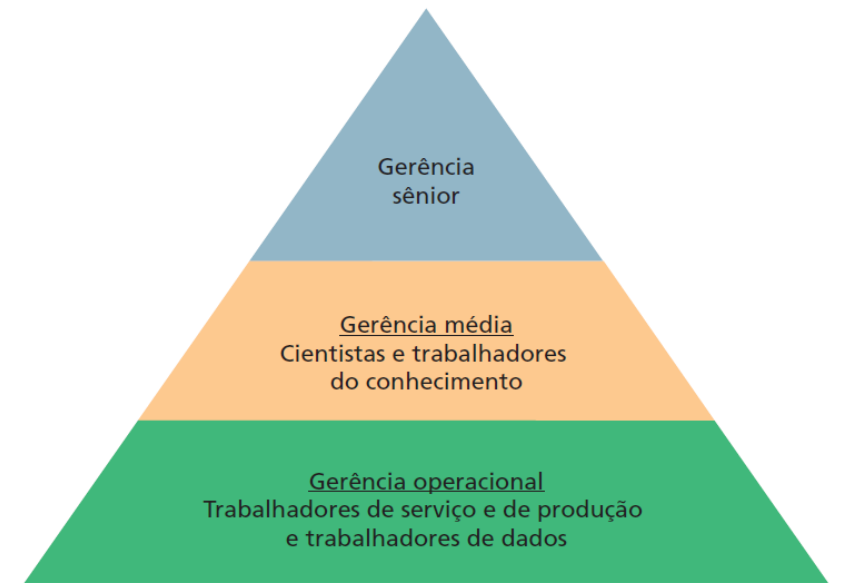 Gerência
sênior
Gerência média
Cientistas e trabalhadores
do conhecimento
Gerência operacional
Trabalhadores de serviço e de produção
e trabalhadores de dados